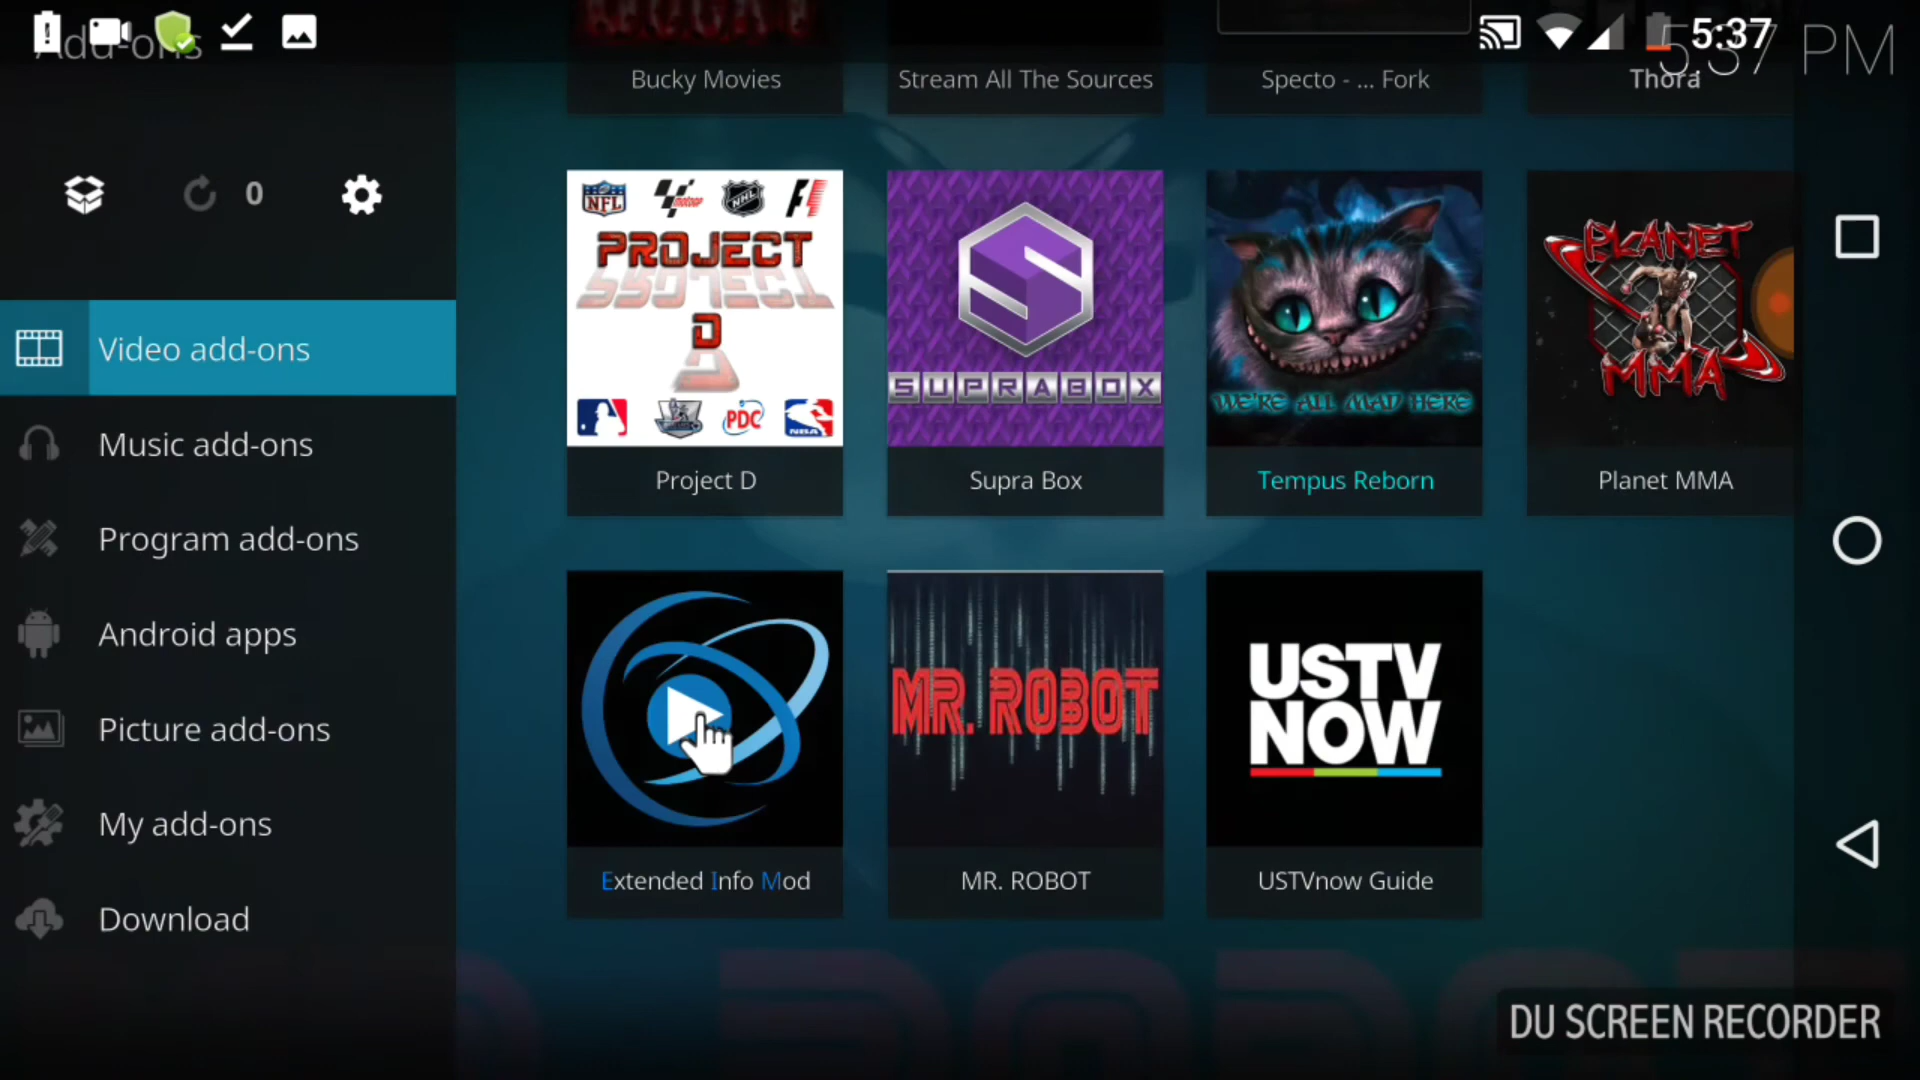 Add-ons
5:37
5:37 PM
Bucky Movies
Stream All The Sources
Specto - ... Fork
Thora
0
NFL
MotoGP
NHL
F1
PROJECT
D
PDC
NBA
SUPRABOX
WE'RE ALL MAD HERE
PLANET
MMA
Video add-ons
Project D
Supra Box
Tempus Reborn
Planet MMA
Music add-ons
Program add-ons
Android apps
Picture add-ons
My add-ons
Download
MR. ROBOT
USTV
NOW
Extended Info Mod
MR. ROBOT
USTVnow Guide
DU SCREEN RECORDER